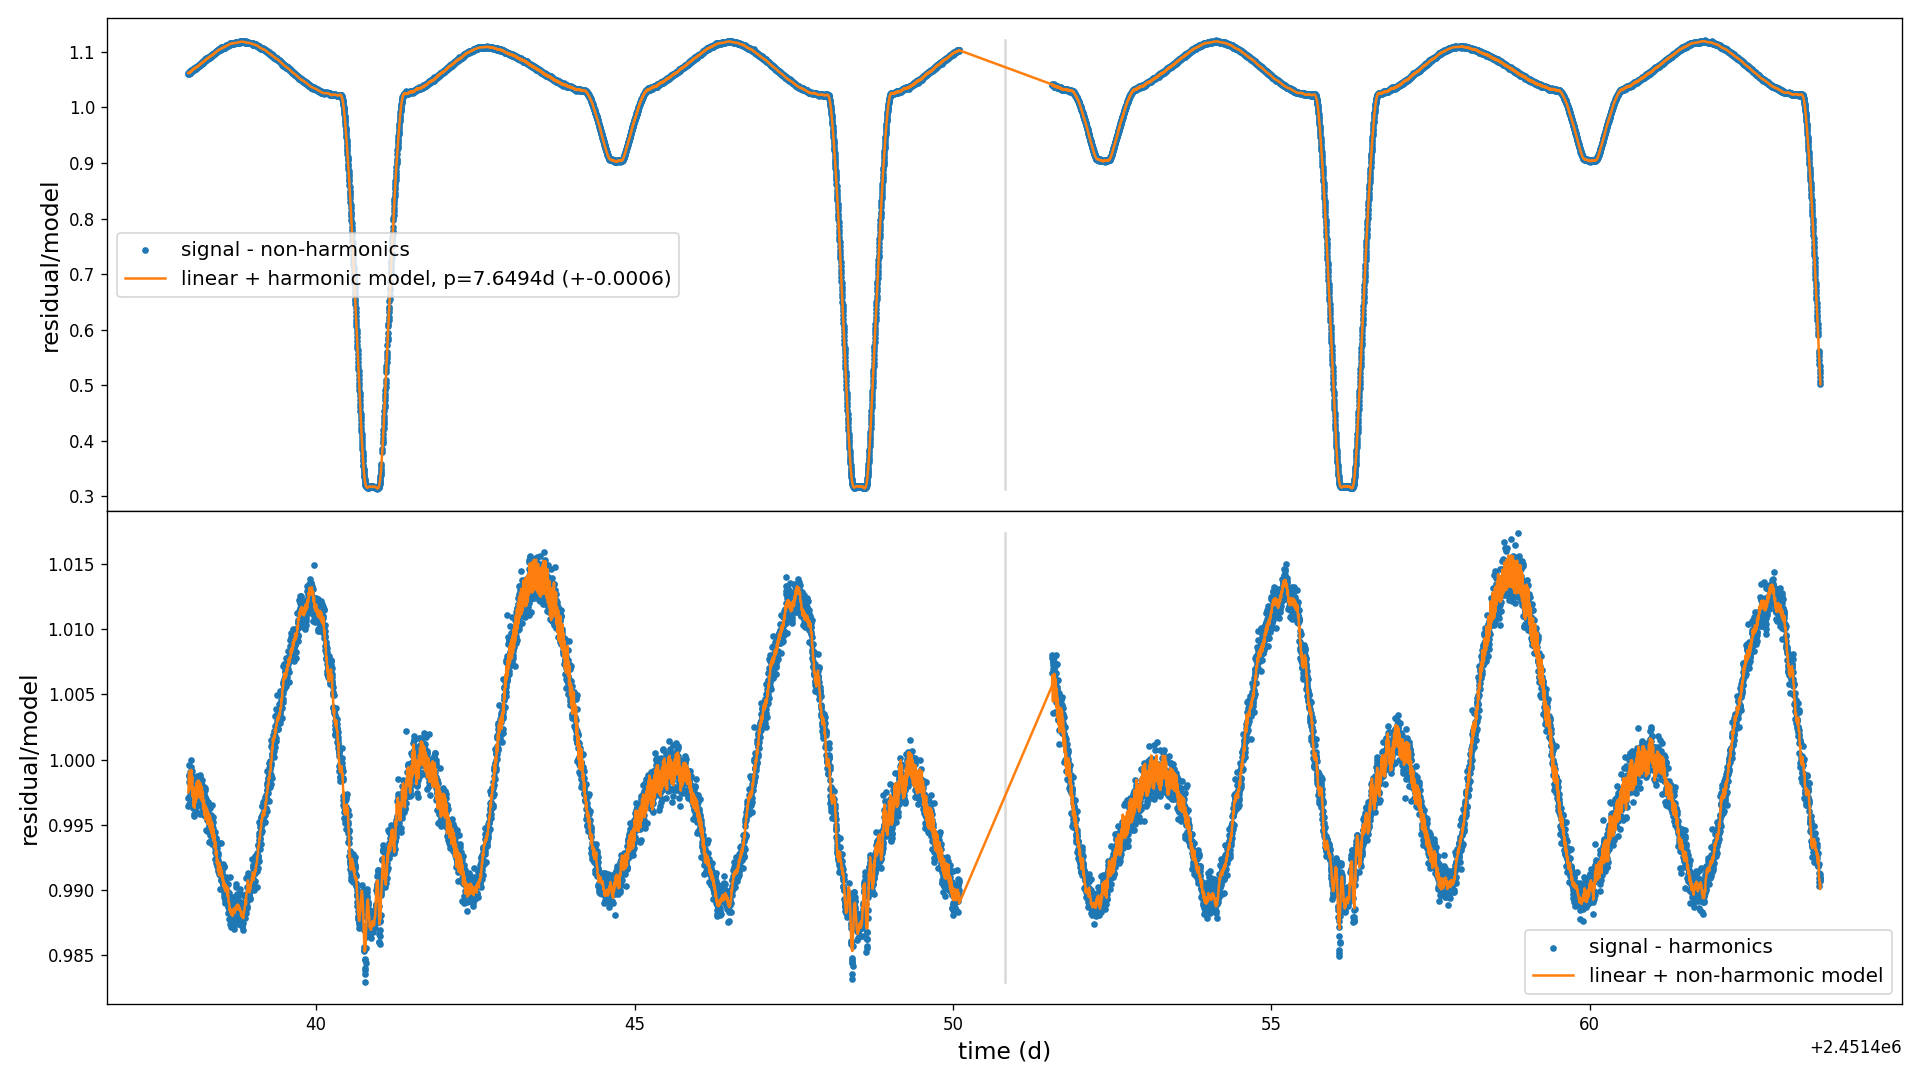 1.1
1.0
0.9
0.8
0.7
0.6
0.5
0.4
0.3
residual/model
signal - non-harmonics
linear + harmonic model, p=7.6494d (+-0.0006)
1.015
1.010
1.005
1.000
0.995
0.990
0.985
residual/model
signal - harmonics
linear + non-harmonic model
40
45
50
55
60
time (d)
+2.4514e6